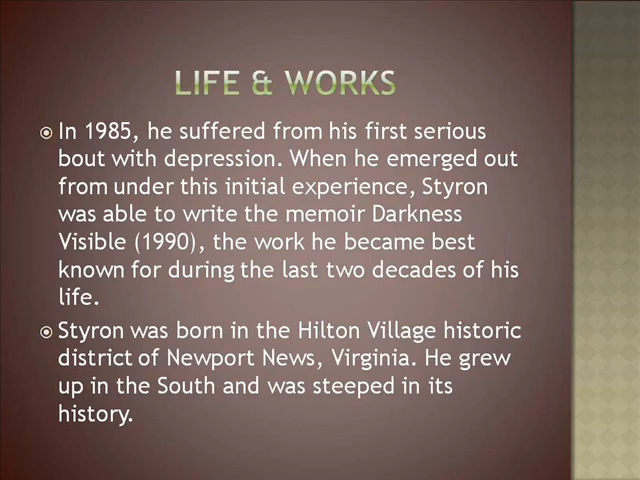 LIFE & WORKS
In 1985, he suffered from his first serious
bout with depression. When he emerged out
from under this initial experience, Styron
was able to write the memoir Darkness
Visible (1990), the work he became best
known for during the last two decades of his
life.
Styron was born in the Hilton Village historic
district of Newport News, Virginia. He grew
up in the South and was steeped in its
history.